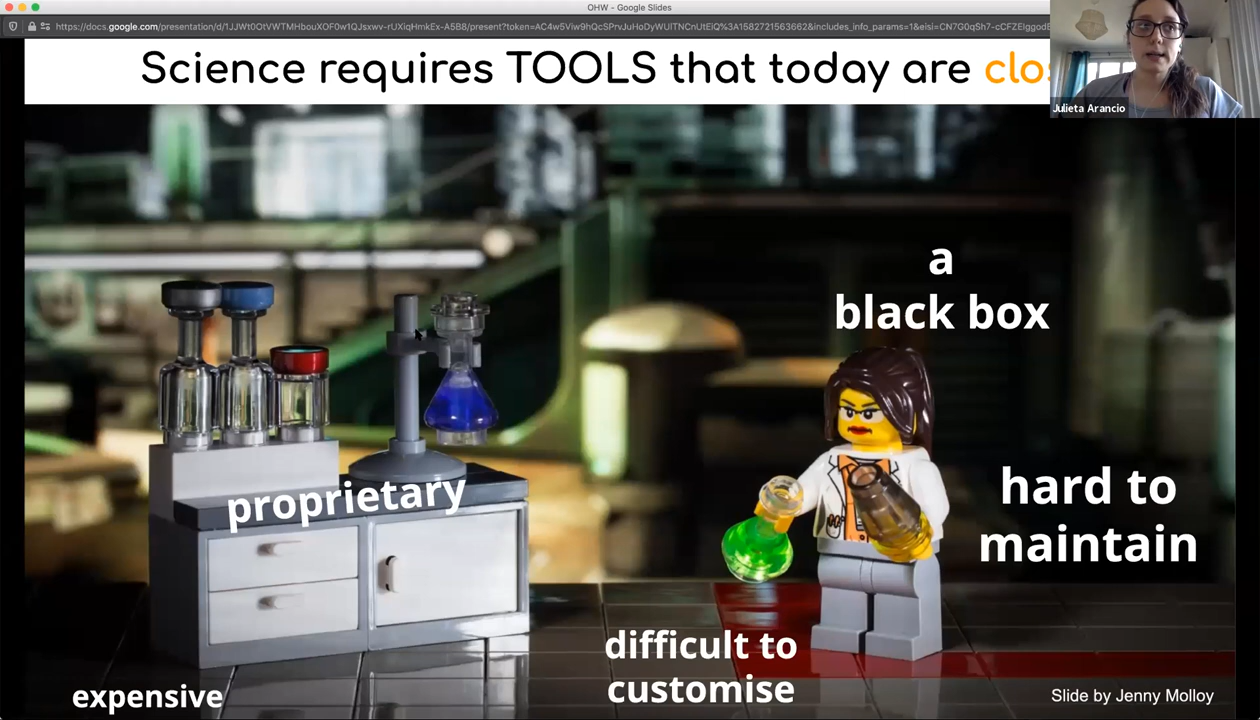 OHW - Google Slides
Science requires TOOLS that today are
Julieta Arancio
a
black box
proprietary
hard to
maintain
difficult to
customise
expensive
Slide by Jenny Molloy